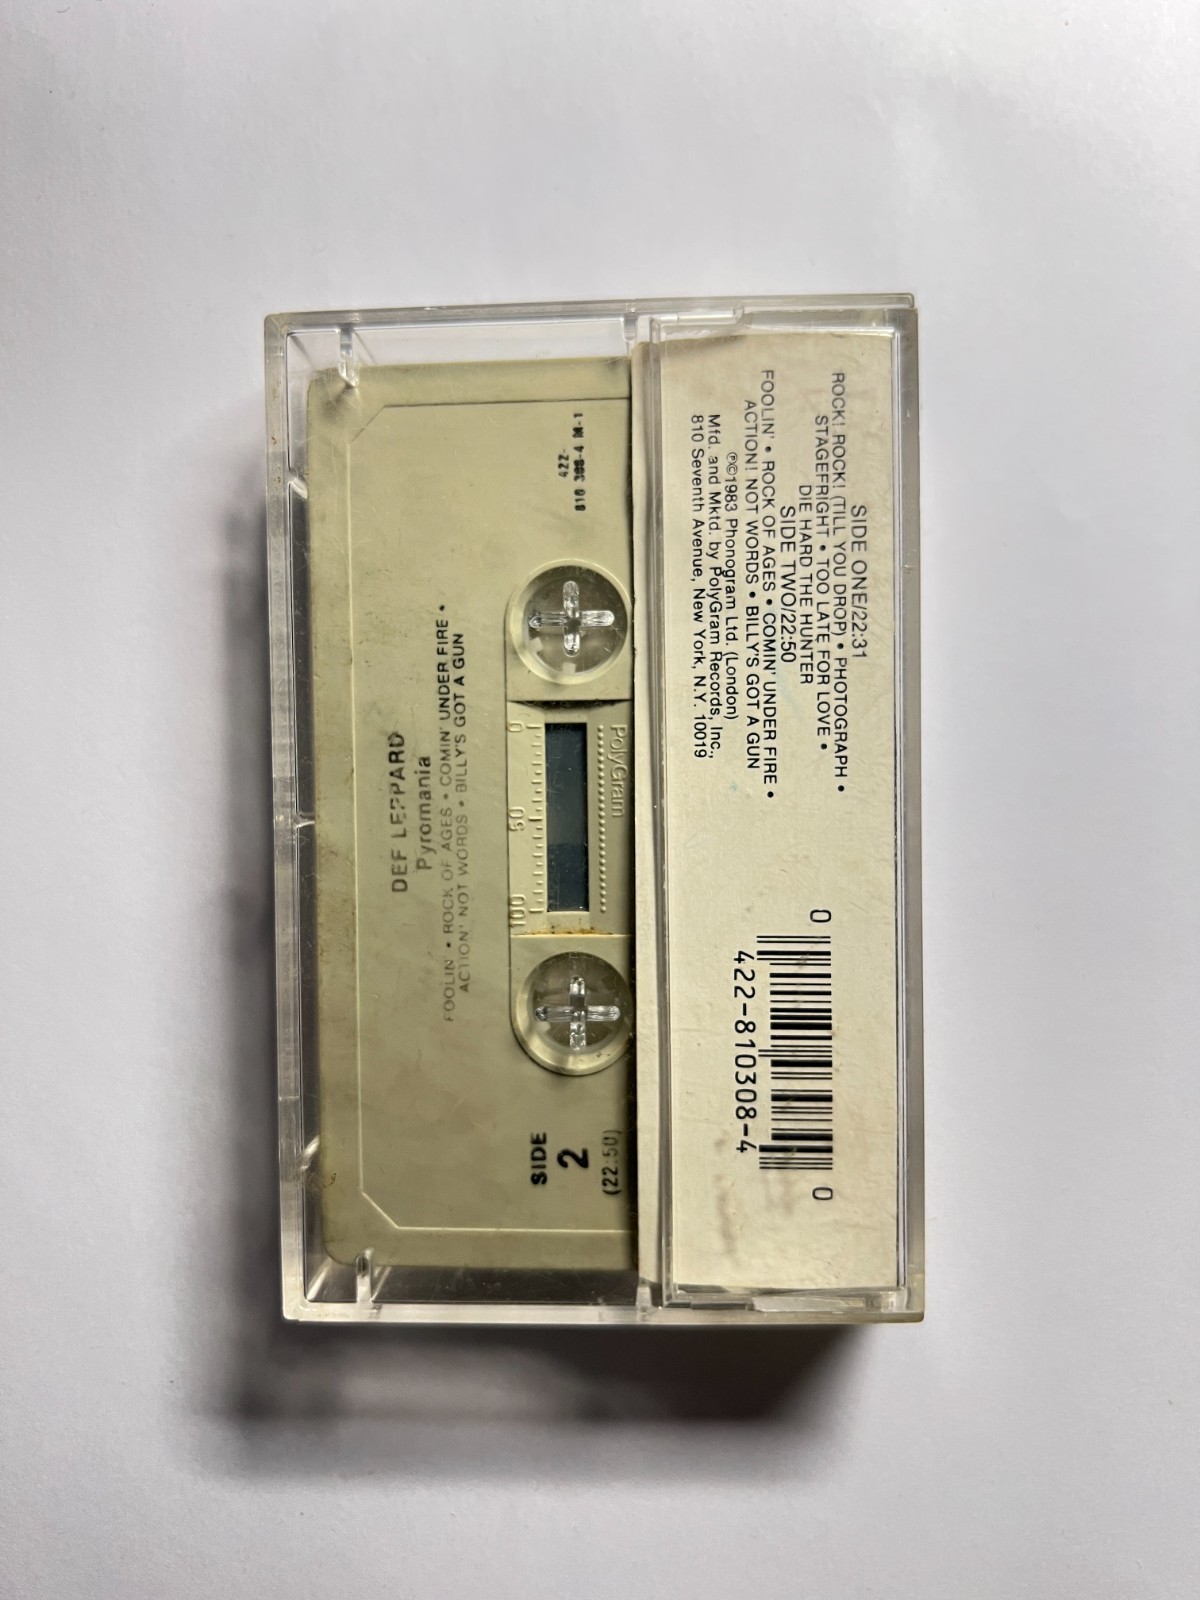 SIDE ONE/22:31
ROCK! ROCK! (TILL YOU DROP) • PHOTOGRAPH •
STAGEFRIGHT • TOO LATE FOR LOVE •
DIE HARD THE HUNTER
SIDE TWO/22:50
FOOLIN' • ROCK OF AGES • COMIN' UNDER FIRE •
ACTION! NOT WORDS • BILLY'S GOT A GUN
℗©1983 Phonogram Ltd. (London)
Mfd. and Mktd. by PolyGram Records, Inc.,
810 Seventh Avenue, New York, N.Y. 10019
0 0
422-810308-4
DEF LEPPARD
Pyromania
FOOLIN' • ROCK OF AGES • COMIN' UNDER FIRE •
ACTION' NOT WORDS • BILLY'S GOT A GUN
422-
810 308-4 M-1
PolyGram
0 50 100
SIDE
2
(22:50)